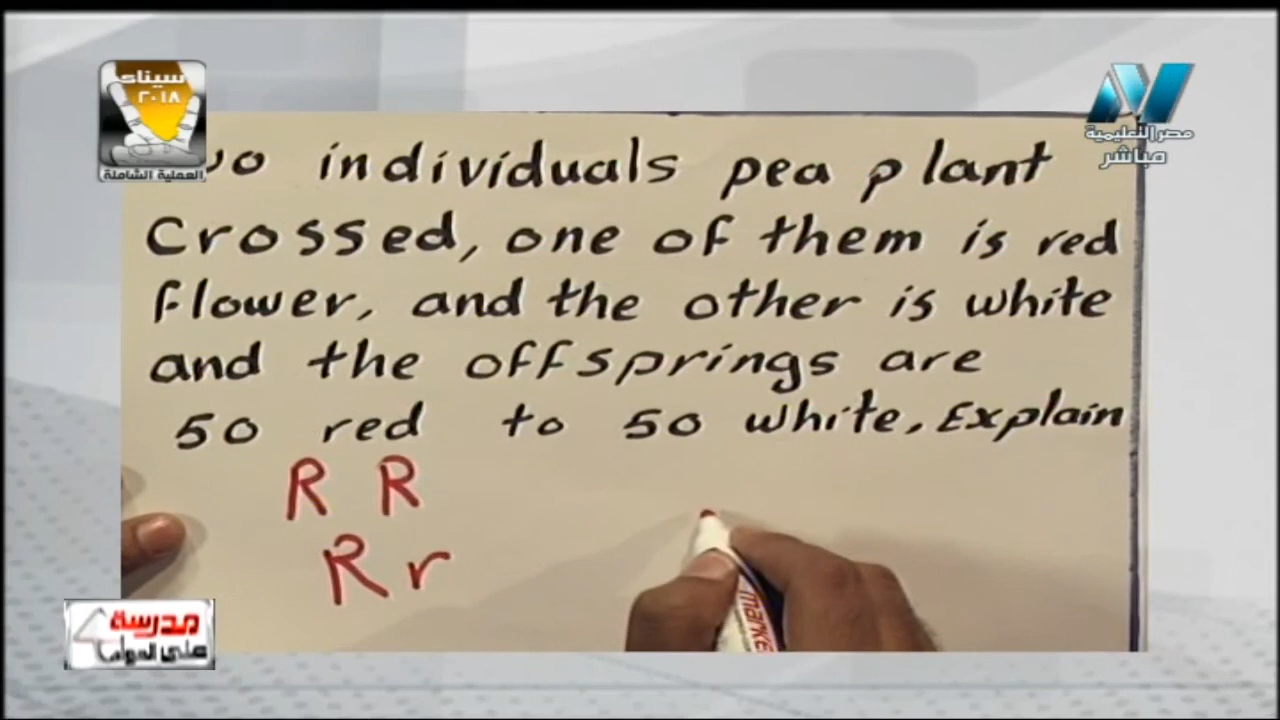 سيناء
٢٠١٨
العملية الشاملة
مصر التعليمية
مباشر
individuals pea plant
Crossed, one of them is red
flower, and the other is white
and the offsprings are
50 red to 50 white, Explain
R R
R r
marke
مدرسة
على الهواء